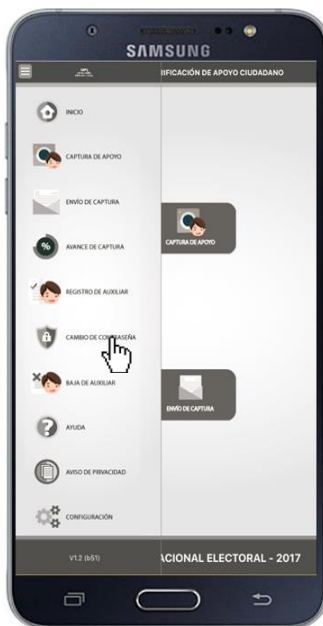 SAMSUNG
RIFICACIÓN DE APOYO CIUDADANO
INICIO
CAPTURA DE APOYO
ENVÍO DE CAPTURA
%
AVANCE DE CAPTURA
CAPTURA DE APOYO
REGISTRO DE AUXILIAR
CAMBIO DE CONTRASEÑA
BAJA DE AUXILIAR
ENVÍO DE CAPTURA
?
AYUDA
AVISO DE PRIVACIDAD
CONFIGURACIÓN
V1.2 (b51)
ACIONAL ELECTORAL - 2017